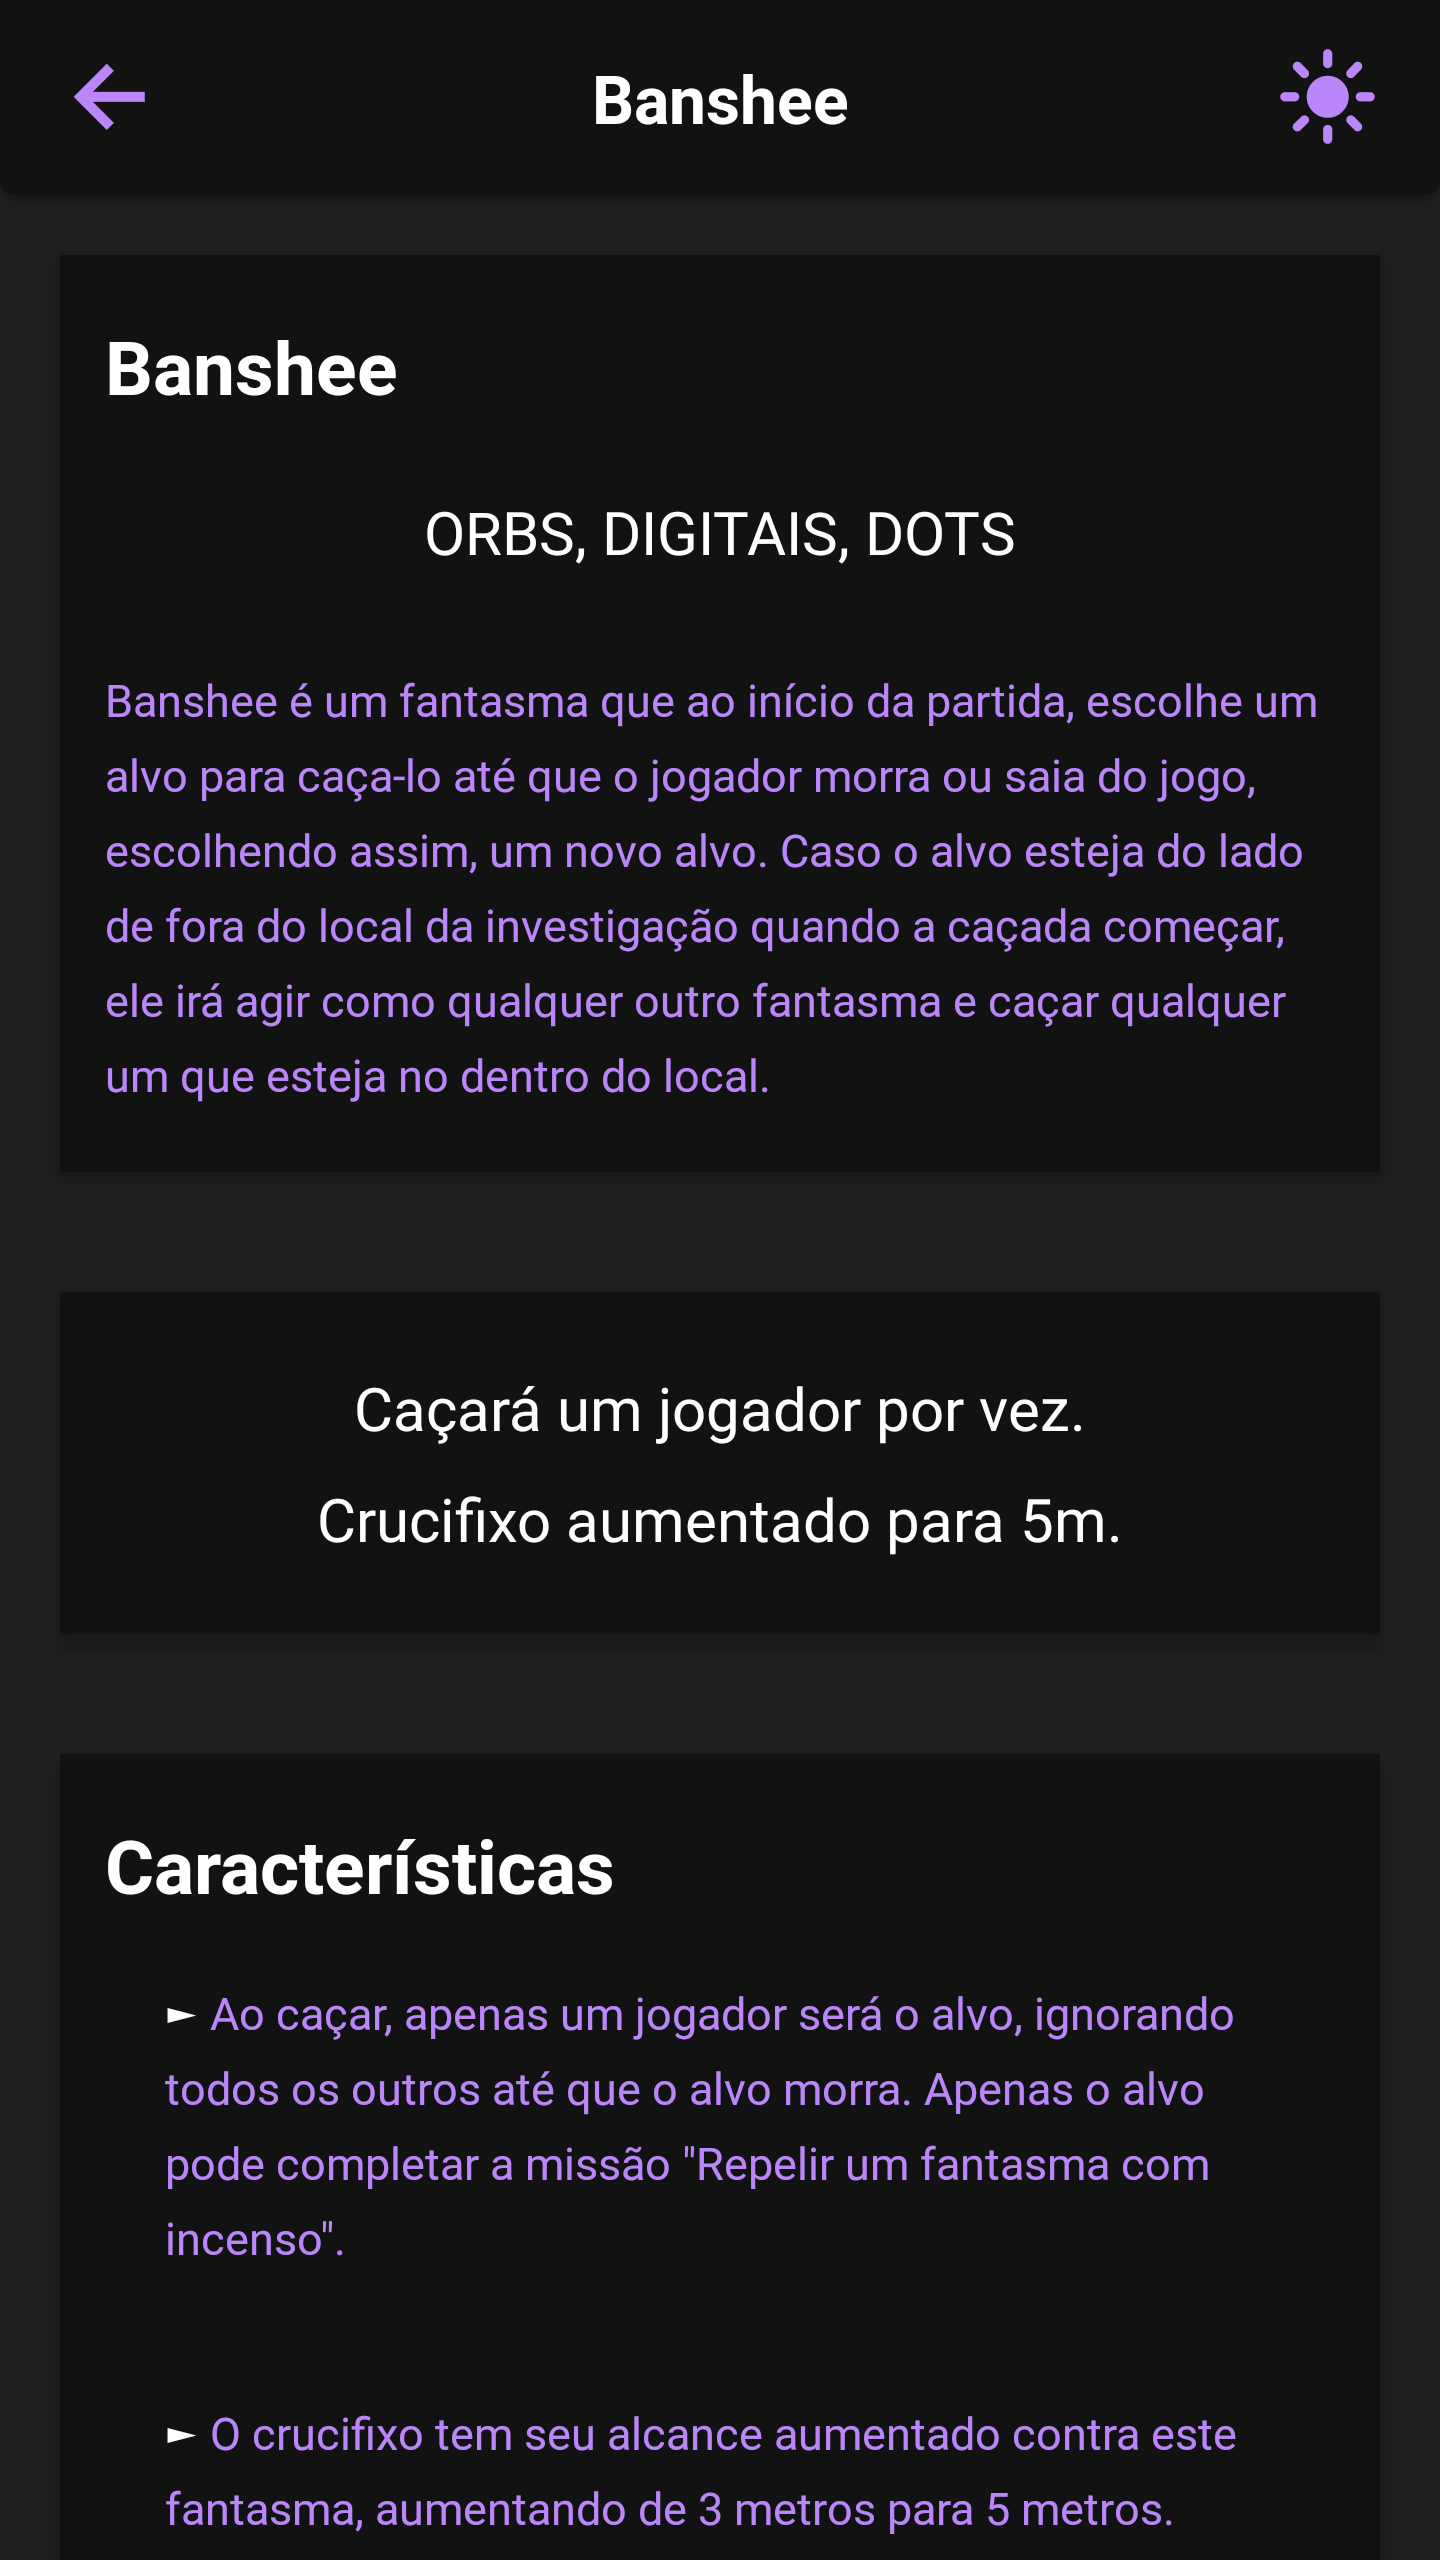 Banshee
Banshee
ORBS, DIGITAIS, DOTS
Banshee é um fantasma que ao início da partida, escolhe um
alvo para caça-lo até que o jogador morra ou saia do jogo,
escolhendo assim, um novo alvo. Caso o alvo esteja do lado
de fora do local da investigação quando a caçada começar,
ele irá agir como qualquer outro fantasma e caçar qualquer
um que esteja no dentro do local.
Caçará um jogador por vez.
Crucifixo aumentado para 5m.
Características
► Ao caçar, apenas um jogador será o alvo, ignorando
todos os outros até que o alvo morra. Apenas o alvo
pode completar a missão "Repelir um fantasma com
incenso".
► O crucifixo tem seu alcance aumentado contra este
fantasma, aumentando de 3 metros para 5 metros.